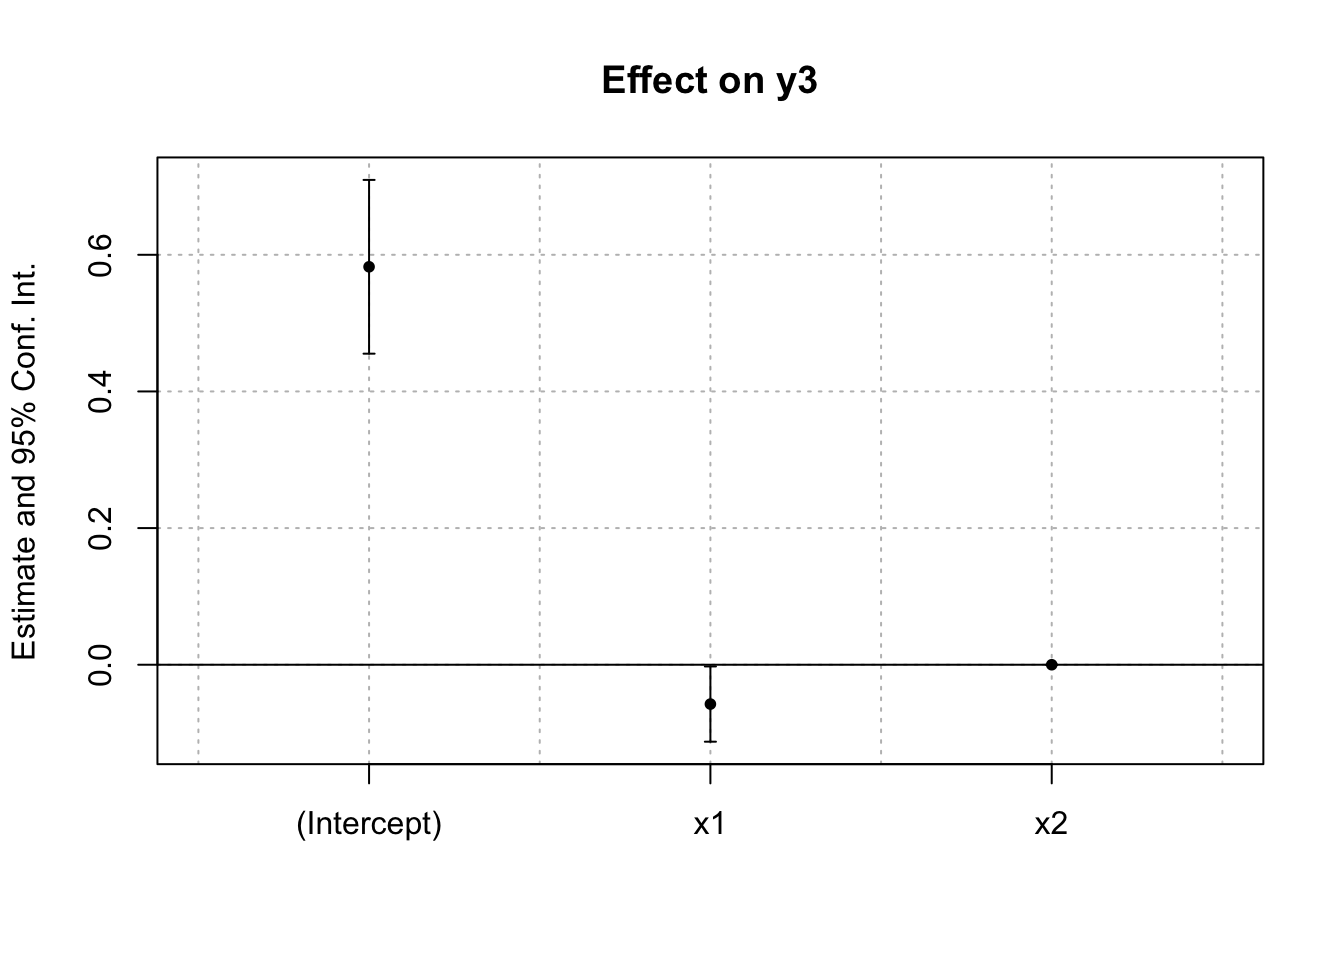 Effect on y3
Estimate and 95% Conf. Int.
0.6
0.4
0.2
0.0
(Intercept)
x1
x2